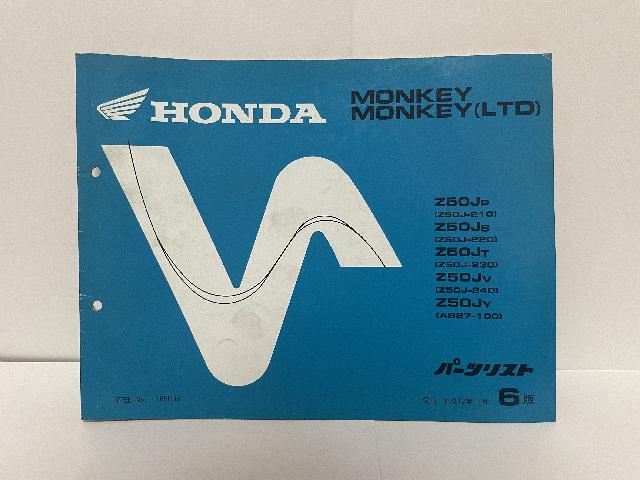 HONDA
MONKEY
MONKEY(LTD)
Z50JP
(Z50J-210)
Z50JS
(Z50J-220)
Z50JT
(Z50J-230)
Z50JV
(Z50J-240)
Z50JY
(AB27-100)
パーツリスト
6版